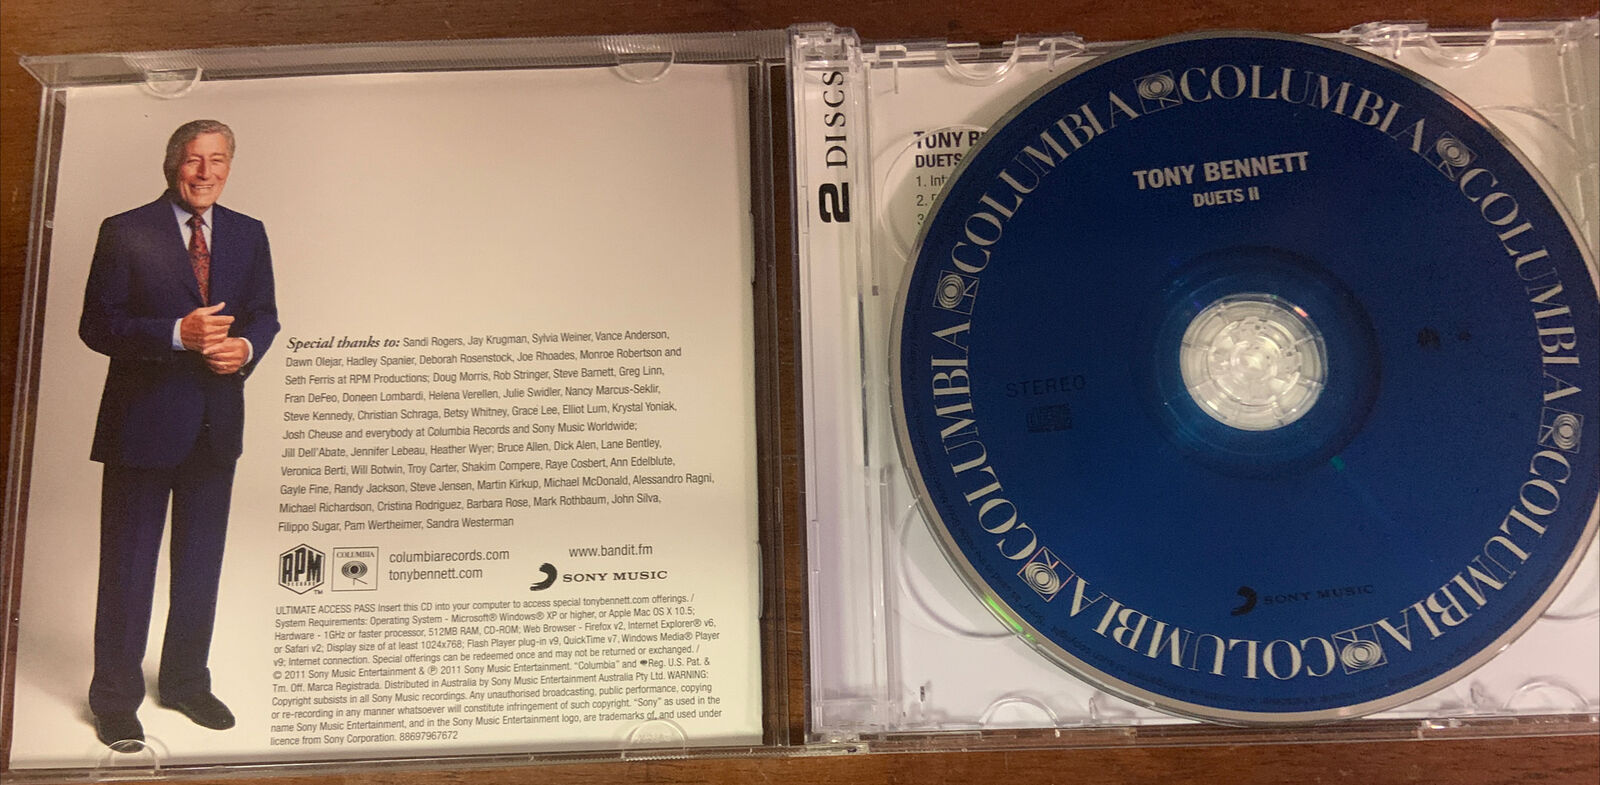 Special thanks to: Sandi Rogers, Jay Krugman, Sylvia Weiner, Vance Anderson,
Dawn Olejar, Hadley Spanier, Deborah Rosenstock, Joe Rhoades, Monroe Robertson and
Seth Ferris at RPM Productions; Doug Morris, Rob Stringer, Steve Barnett, Greg Linn,
Fran DeFeo, Doneen Lombardi, Helena Verellen, Julie Swidler, Nancy Marcus-Seklir,
Steve Kennedy, Christian Schraga, Betsy Whitney, Grace Lee, Elliot Lum, Krystal Yoniak,
Josh Cheuse and everybody at Columbia Records and Sony Music Worldwide;
Jill Dell'Abate, Jennifer Lebeau, Heather Wyer; Bruce Allen, Dick Alen, Lane Bentley,
Veronica Berti, Will Botwin, Troy Carter, Shakim Compere, Raye Cosbert, Ann Edelblute,
Gayle Fine, Randy Jackson, Steve Jensen, Martin Kirkup, Michael McDonald, Alessandro Ragni,
Michael Richardson, Cristina Rodriguez, Barbara Rose, Mark Rothbaum, John Silva,
Filippo Sugar, Pam Wertheimer, Sandra Westerman
RPM
RECORDS
TM
COLUMBIA
columbiarecords.com
tonybennett.com
www.bandit.fm
SONY MUSIC
ULTIMATE ACCESS PASS Insert this CD into your computer to access special tonybennett.com offerings. /
System Requirements: Operating System - Microsoft® Windows® XP or higher, or Apple Mac OS X 10.5;
Hardware - 1GHz or faster processor, 512MB RAM, CD-ROM; Web Browser - Firefox v2, Internet Explorer® v6,
or Safari v2; Display size of at least 1024x768; Flash Player plug-in v9, QuickTime v7, Windows Media® Player
v9; Internet connection. Special offerings can be redeemed once and may not be returned or exchanged. /
© 2011 Sony Music Entertainment & ℗ 2011 Sony Music Entertainment. "Columbia" and Reg. U.S. Pat. &
Tm. Off. Marca Registrada. Distributed in Australia by Sony Music Entertainment Australia Pty Ltd. WARNING:
Copyright subsists in all Sony Music recordings. Any unauthorised broadcasting, public performance, copying
or re-recording in any manner whatsoever will constitute infringement of such copyright. "Sony" as used in the
name Sony Music Entertainment, and in the Sony Music Entertainment logo, are trademarks of, and used under
licence from Sony Corporation. 88697967672
2 DISCS
TONY B
DUETS
1. Int
2.
3
COLUMBIA COLUMBIA COLUMBIA COLUMBIA COLUMBIA COLUMBIA COLUMBIA
TONY BENNETT
DUETS II
STEREO
SONY MUSIC